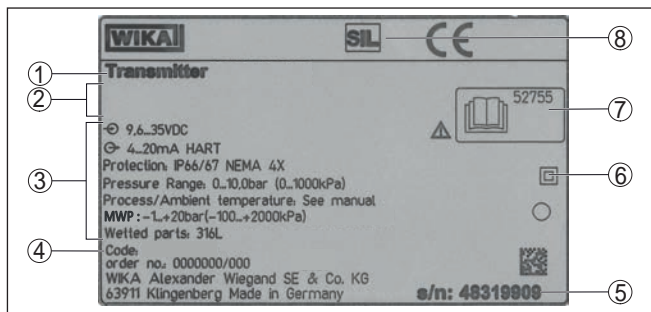 WIKA
SIL
CE
8
1
Transmitter
2
52755
7
3
9,6...35VDC
4...20mA HART
Protection: IP66/67 NEMA 4X
Pressure Range: 0...10,0bar (0...1000kPa)
6
Process/Ambient temperature: See manual
MWP: -1...+20bar(-100...+2000kPa)
Wetted parts: 316L
4
Code:
order no.: 0000000/000
WIKA Alexander Wiegand SE & Co. KG
63911 Klingenberg Made in Germany
s/n: 48319909
5